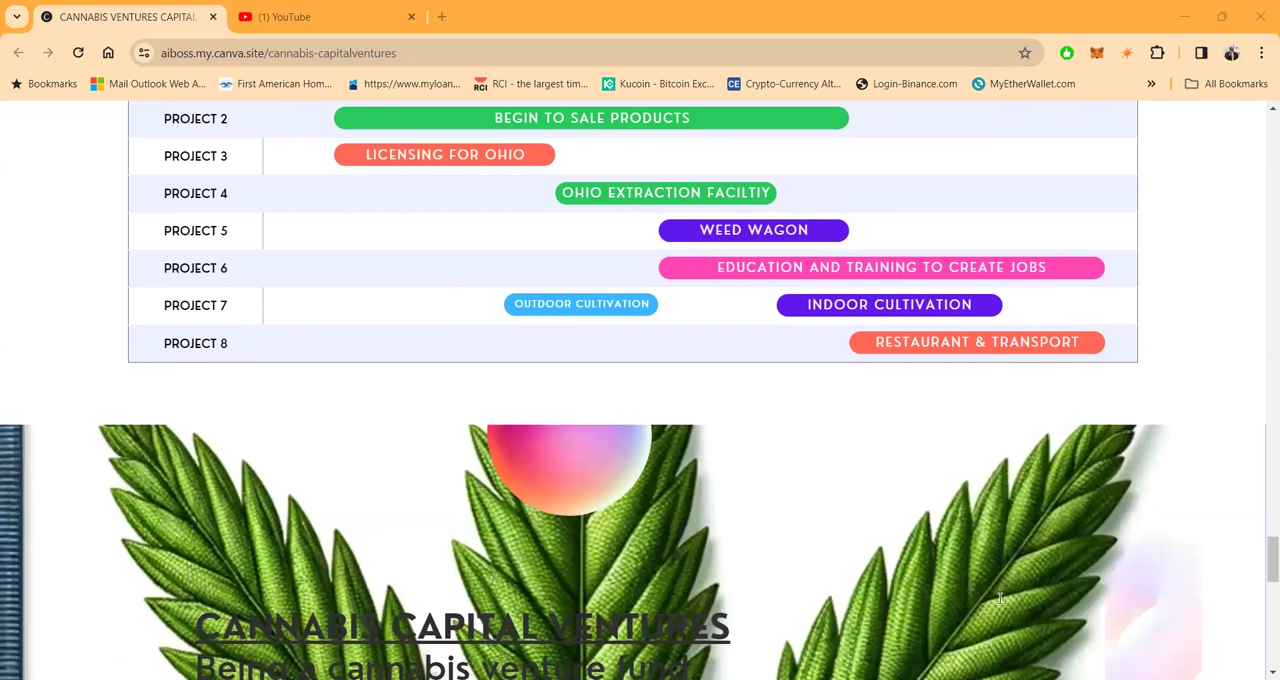 CANNABIS VENTURES CAPITAL
(1) YouTube
aiboss.my.canva.site/cannabis-capitalventures
Bookmarks
Mail Outlook Web A...
First American Hom...
https://www.myloan...
RCI - the largest tim...
Kucoin - Bitcoin Exc...
Crypto-Currency Alt...
Login-Binance.com
MyEtherWallet.com
All Bookmarks
PROJECT 2 BEGIN TO SALE PRODUCTS
PROJECT 3 LICENSING FOR OHIO
PROJECT 4 OHIO EXTRACTION FACILTIY
PROJECT 5 WEED WAGON
PROJECT 6 EDUCATION AND TRAINING TO CREATE JOBS
PROJECT 7 OUTDOOR CULTIVATION INDOOR CULTIVATION
PROJECT 8 RESTAURANT & TRANSPORT
CANNABIS CAPITAL VENTURES
Being a cannabis venture fund